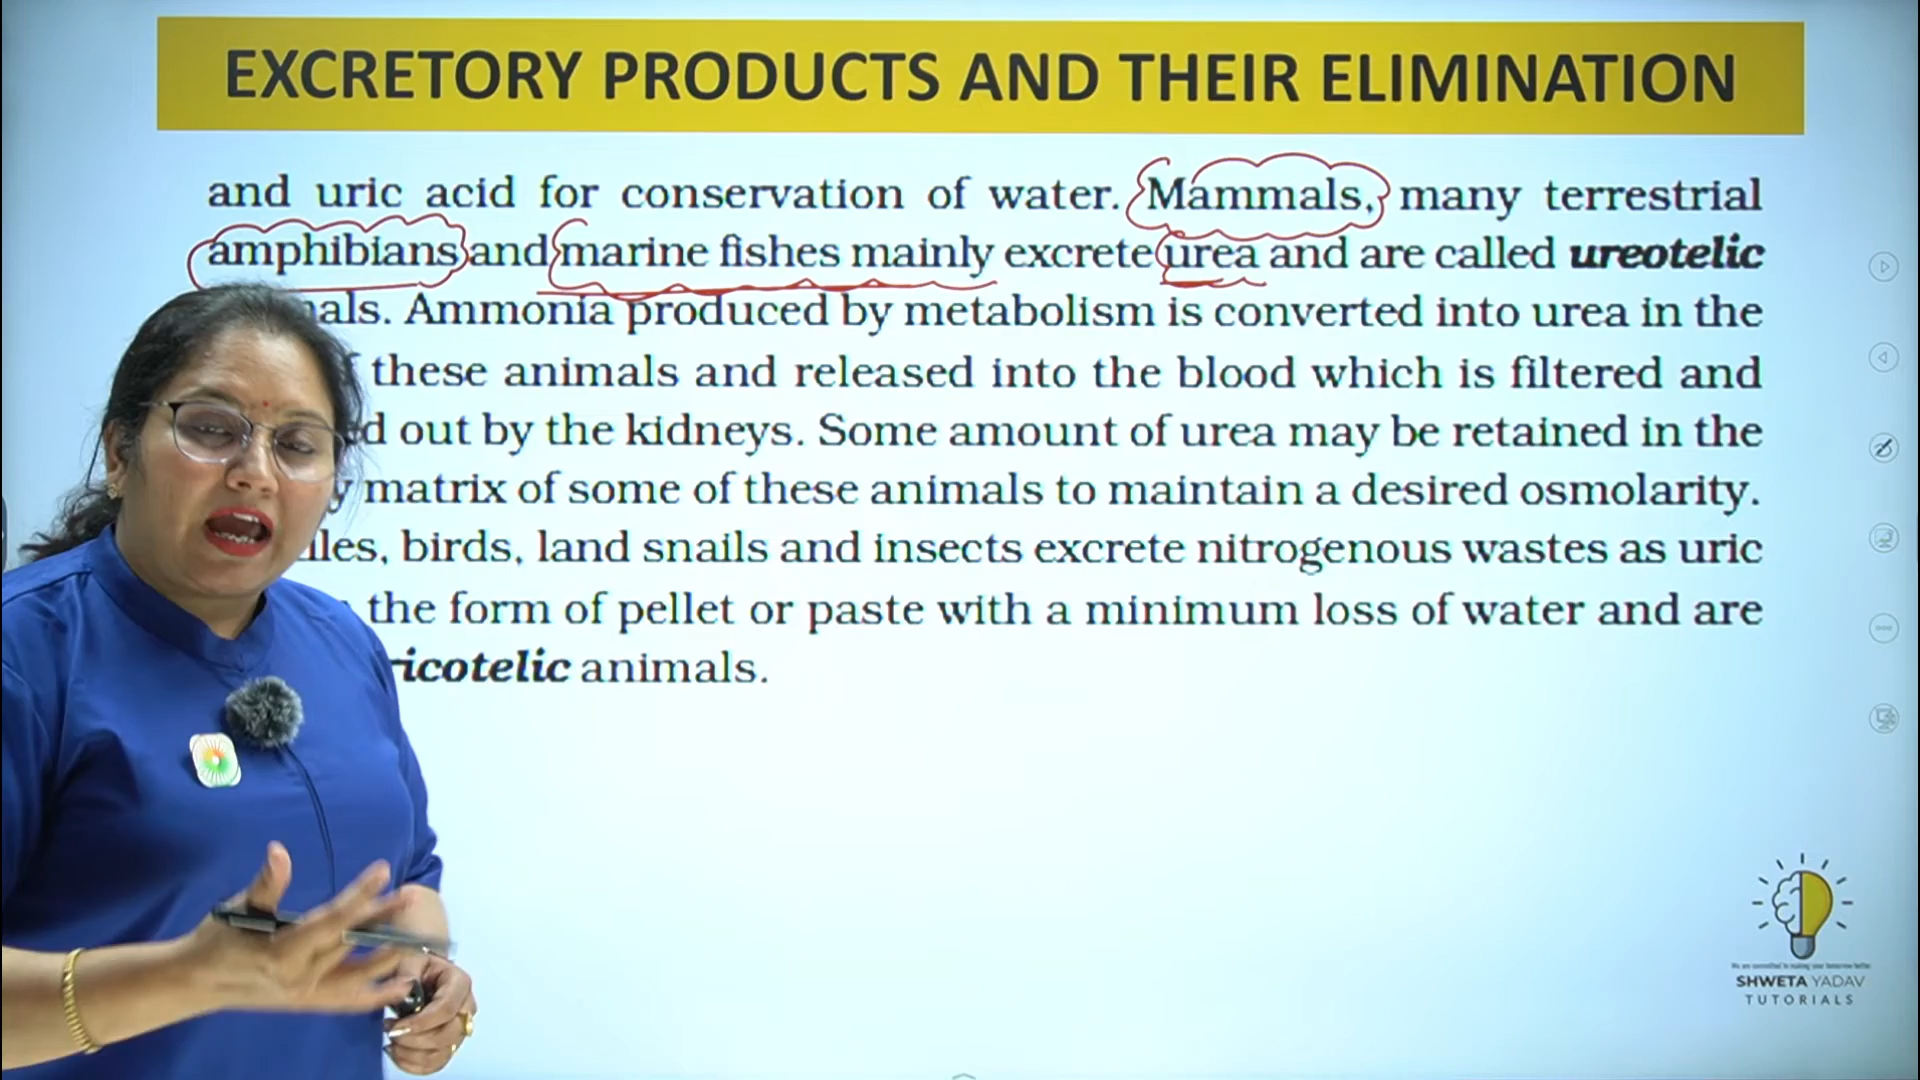 EXCRETORY PRODUCTS AND THEIR ELIMINATION
and uric acid for conservation of water. Mammals, many terrestrial
amphibians and marine fishes mainly excrete urea and are called ureotelic
als. Ammonia produced by metabolism is converted into urea in the
these animals and released into the blood which is filtered and
d out by the kidneys. Some amount of urea may be retained in the
matrix of some of these animals to maintain a desired osmolarity.
les, birds, land snails and insects excrete nitrogenous wastes as uric
the form of pellet or paste with a minimum loss of water and are
ricotelic animals.
SHWETA YADAV
TUTORIALS